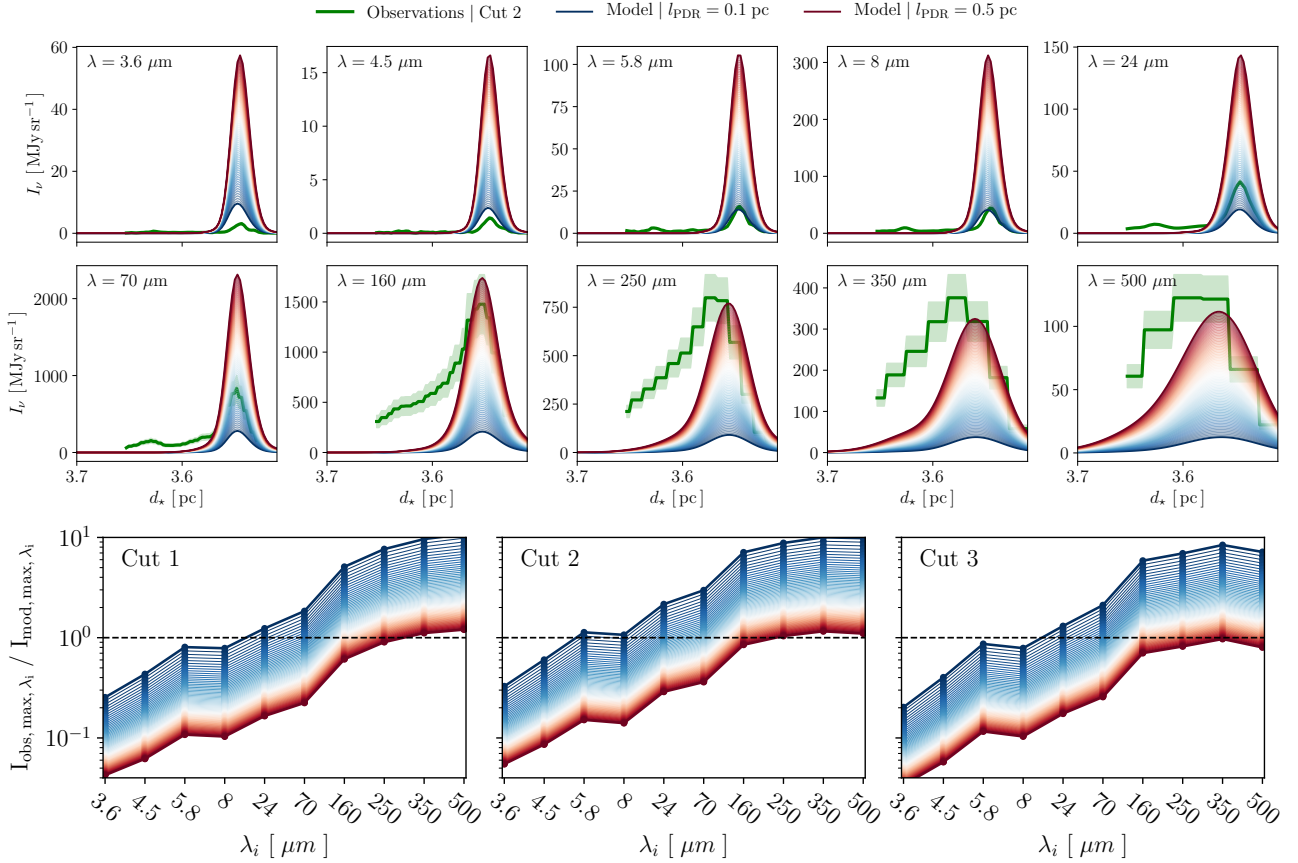 Observations | Cut 2 Model | l_PDR = 0.1 pc Model | l_PDR = 0.5 pc
λ = 3.6 μm λ = 4.5 μm λ = 5.8 μm λ = 8 μm λ = 24 μm
I_ν [MJy sr⁻¹]
60 40 20 0
15 10 5 0
100 75 50 25 0
300 200 100 0
150 100 50 0
λ = 70 μm λ = 160 μm λ = 250 μm λ = 350 μm λ = 500 μm
I_ν [MJy sr⁻¹]
2000 1000 0
1500 1000 500 0
750 500 250 0
400 300 200 100 0
100 50 0
3.7 3.6 3.7 3.6 3.7 3.6 3.7 3.6 3.7 3.6
d⋆ [pc] d⋆ [pc] d⋆ [pc] d⋆ [pc] d⋆ [pc]
Cut 1 Cut 2 Cut 3
I_obs, max, λ_i / I_mod, max, λ_i
10¹
10⁰
10⁻¹
3.6 4.5 5.8 8 24 70 160 250 350 500 3.6 4.5 5.8 8 24 70 160 250 350 500 3.6 4.5 5.8 8 24 70 160 250 350 500
λ_i [μm] λ_i [μm] λ_i [μm]